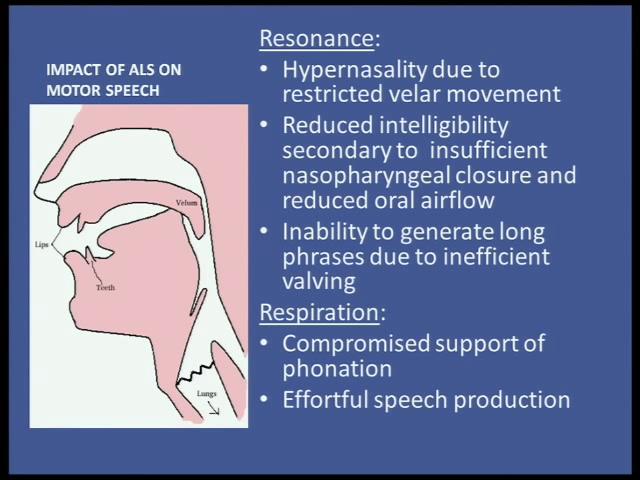 IMPACT OF ALS ON
MOTOR SPEECH
Velum
Lips
Teeth
Lungs
Resonance:
• Hypernasality due to
restricted velar movement
• Reduced intelligibility
secondary to insufficient
nasopharyngeal closure and
reduced oral airflow
• Inability to generate long
phrases due to inefficient
valving
Respiration:
• Compromised support of
phonation
• Effortful speech production